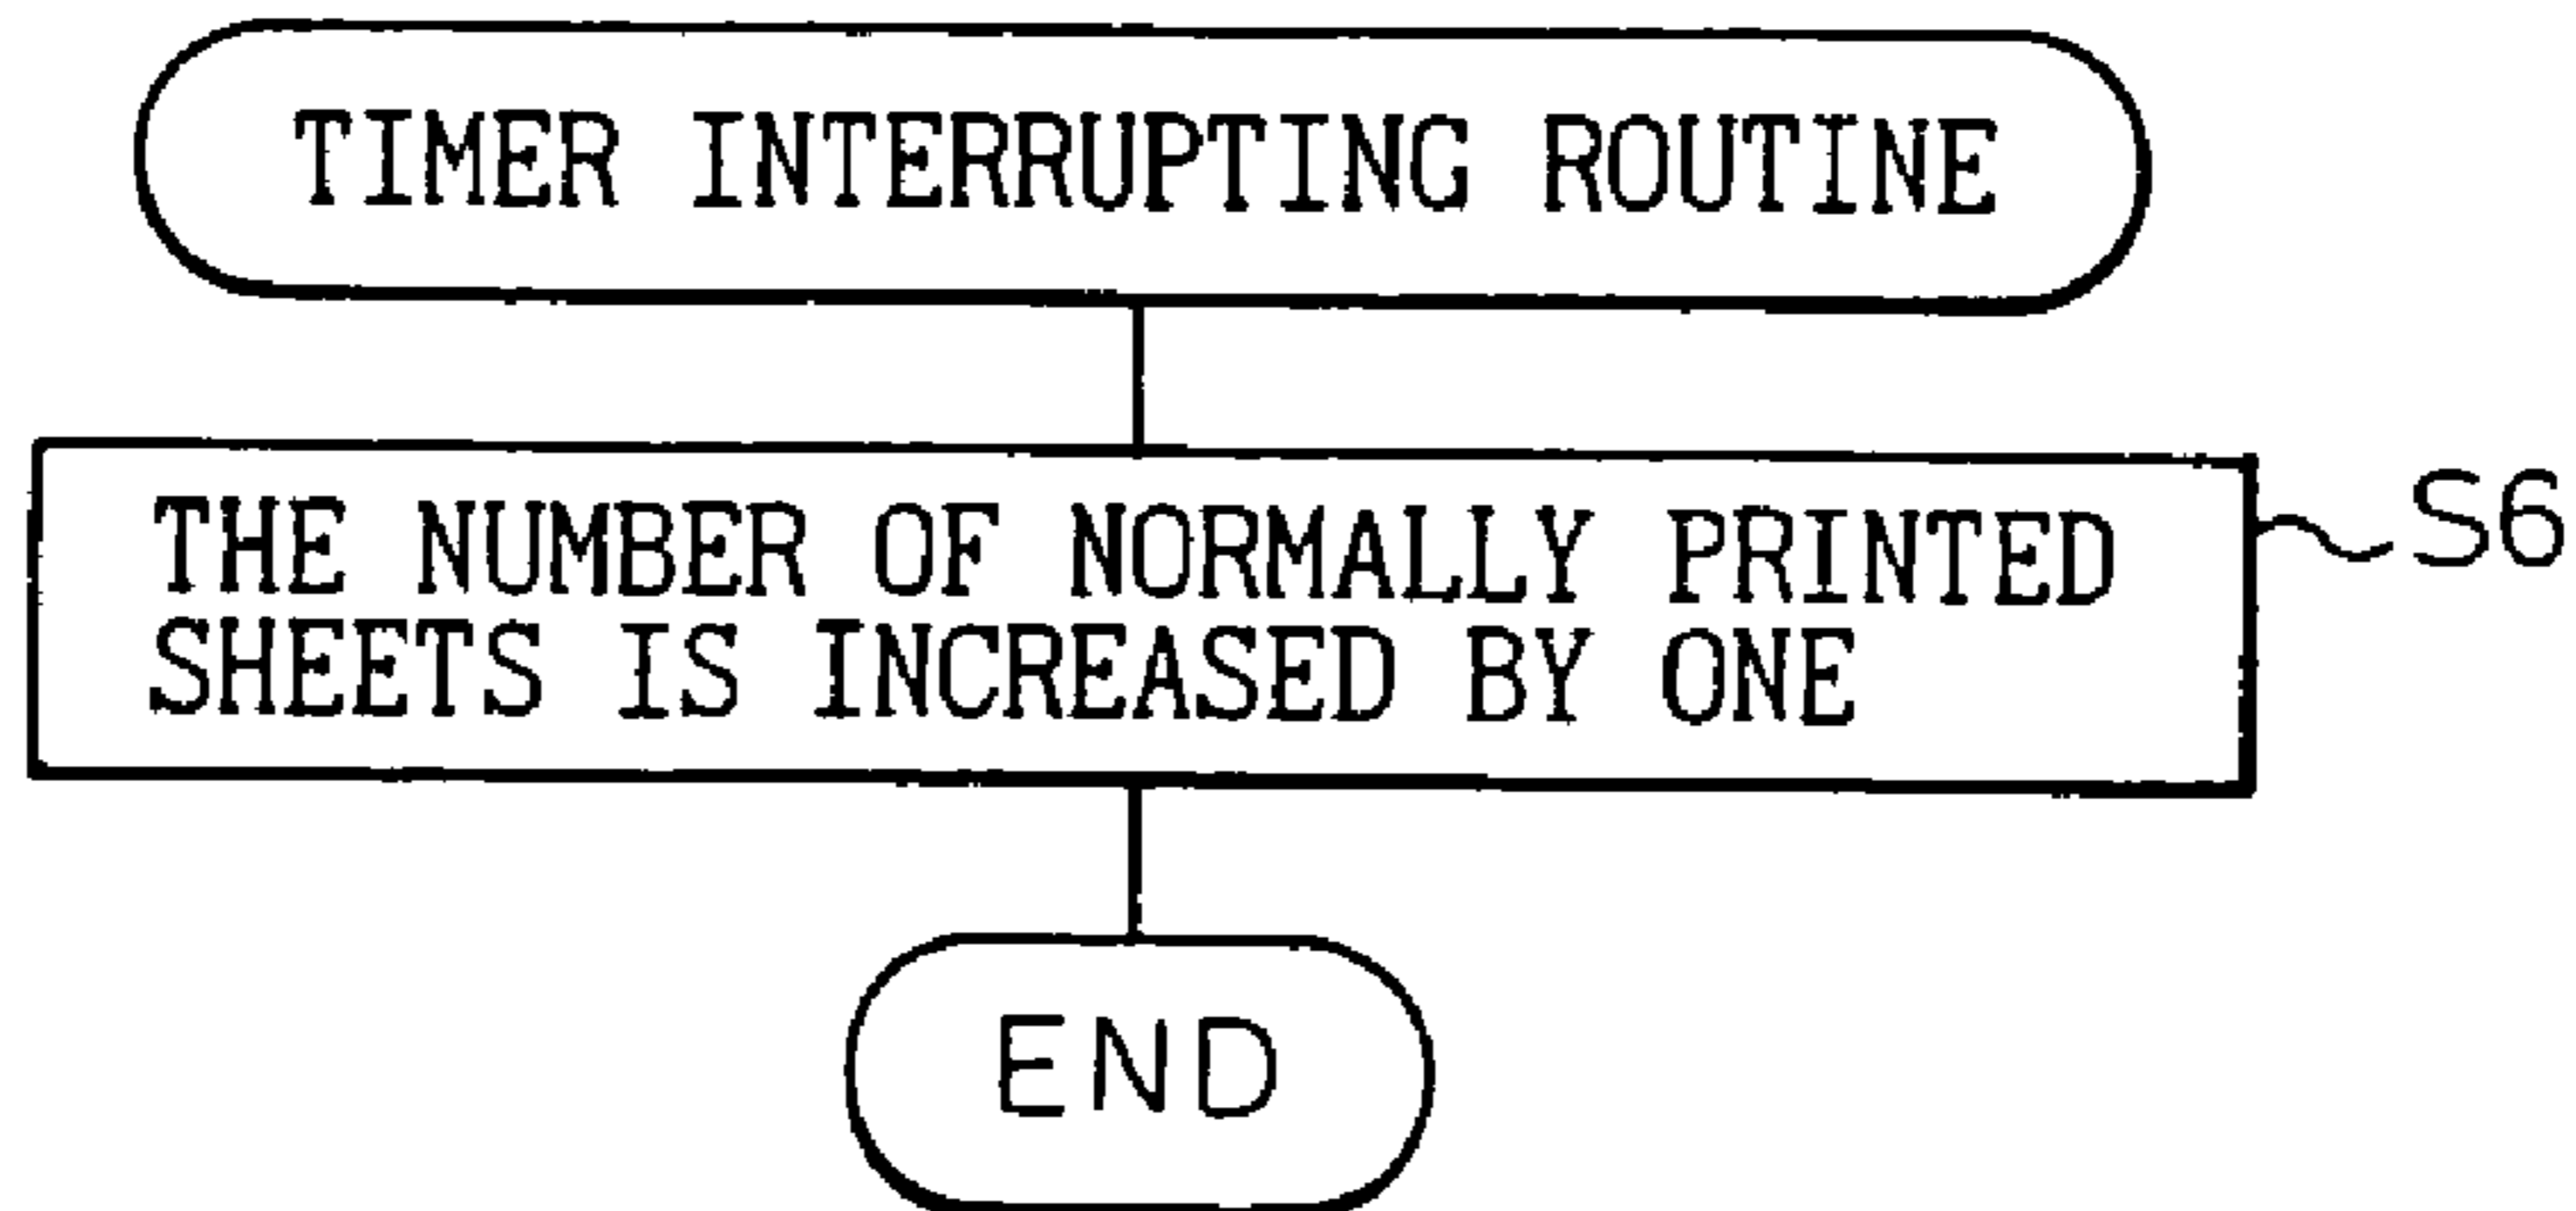 TIMER INTERRUPTING ROUTINE
THE NUMBER OF NORMALLY PRINTED
SHEETS IS INCREASED BY ONE
S6
END